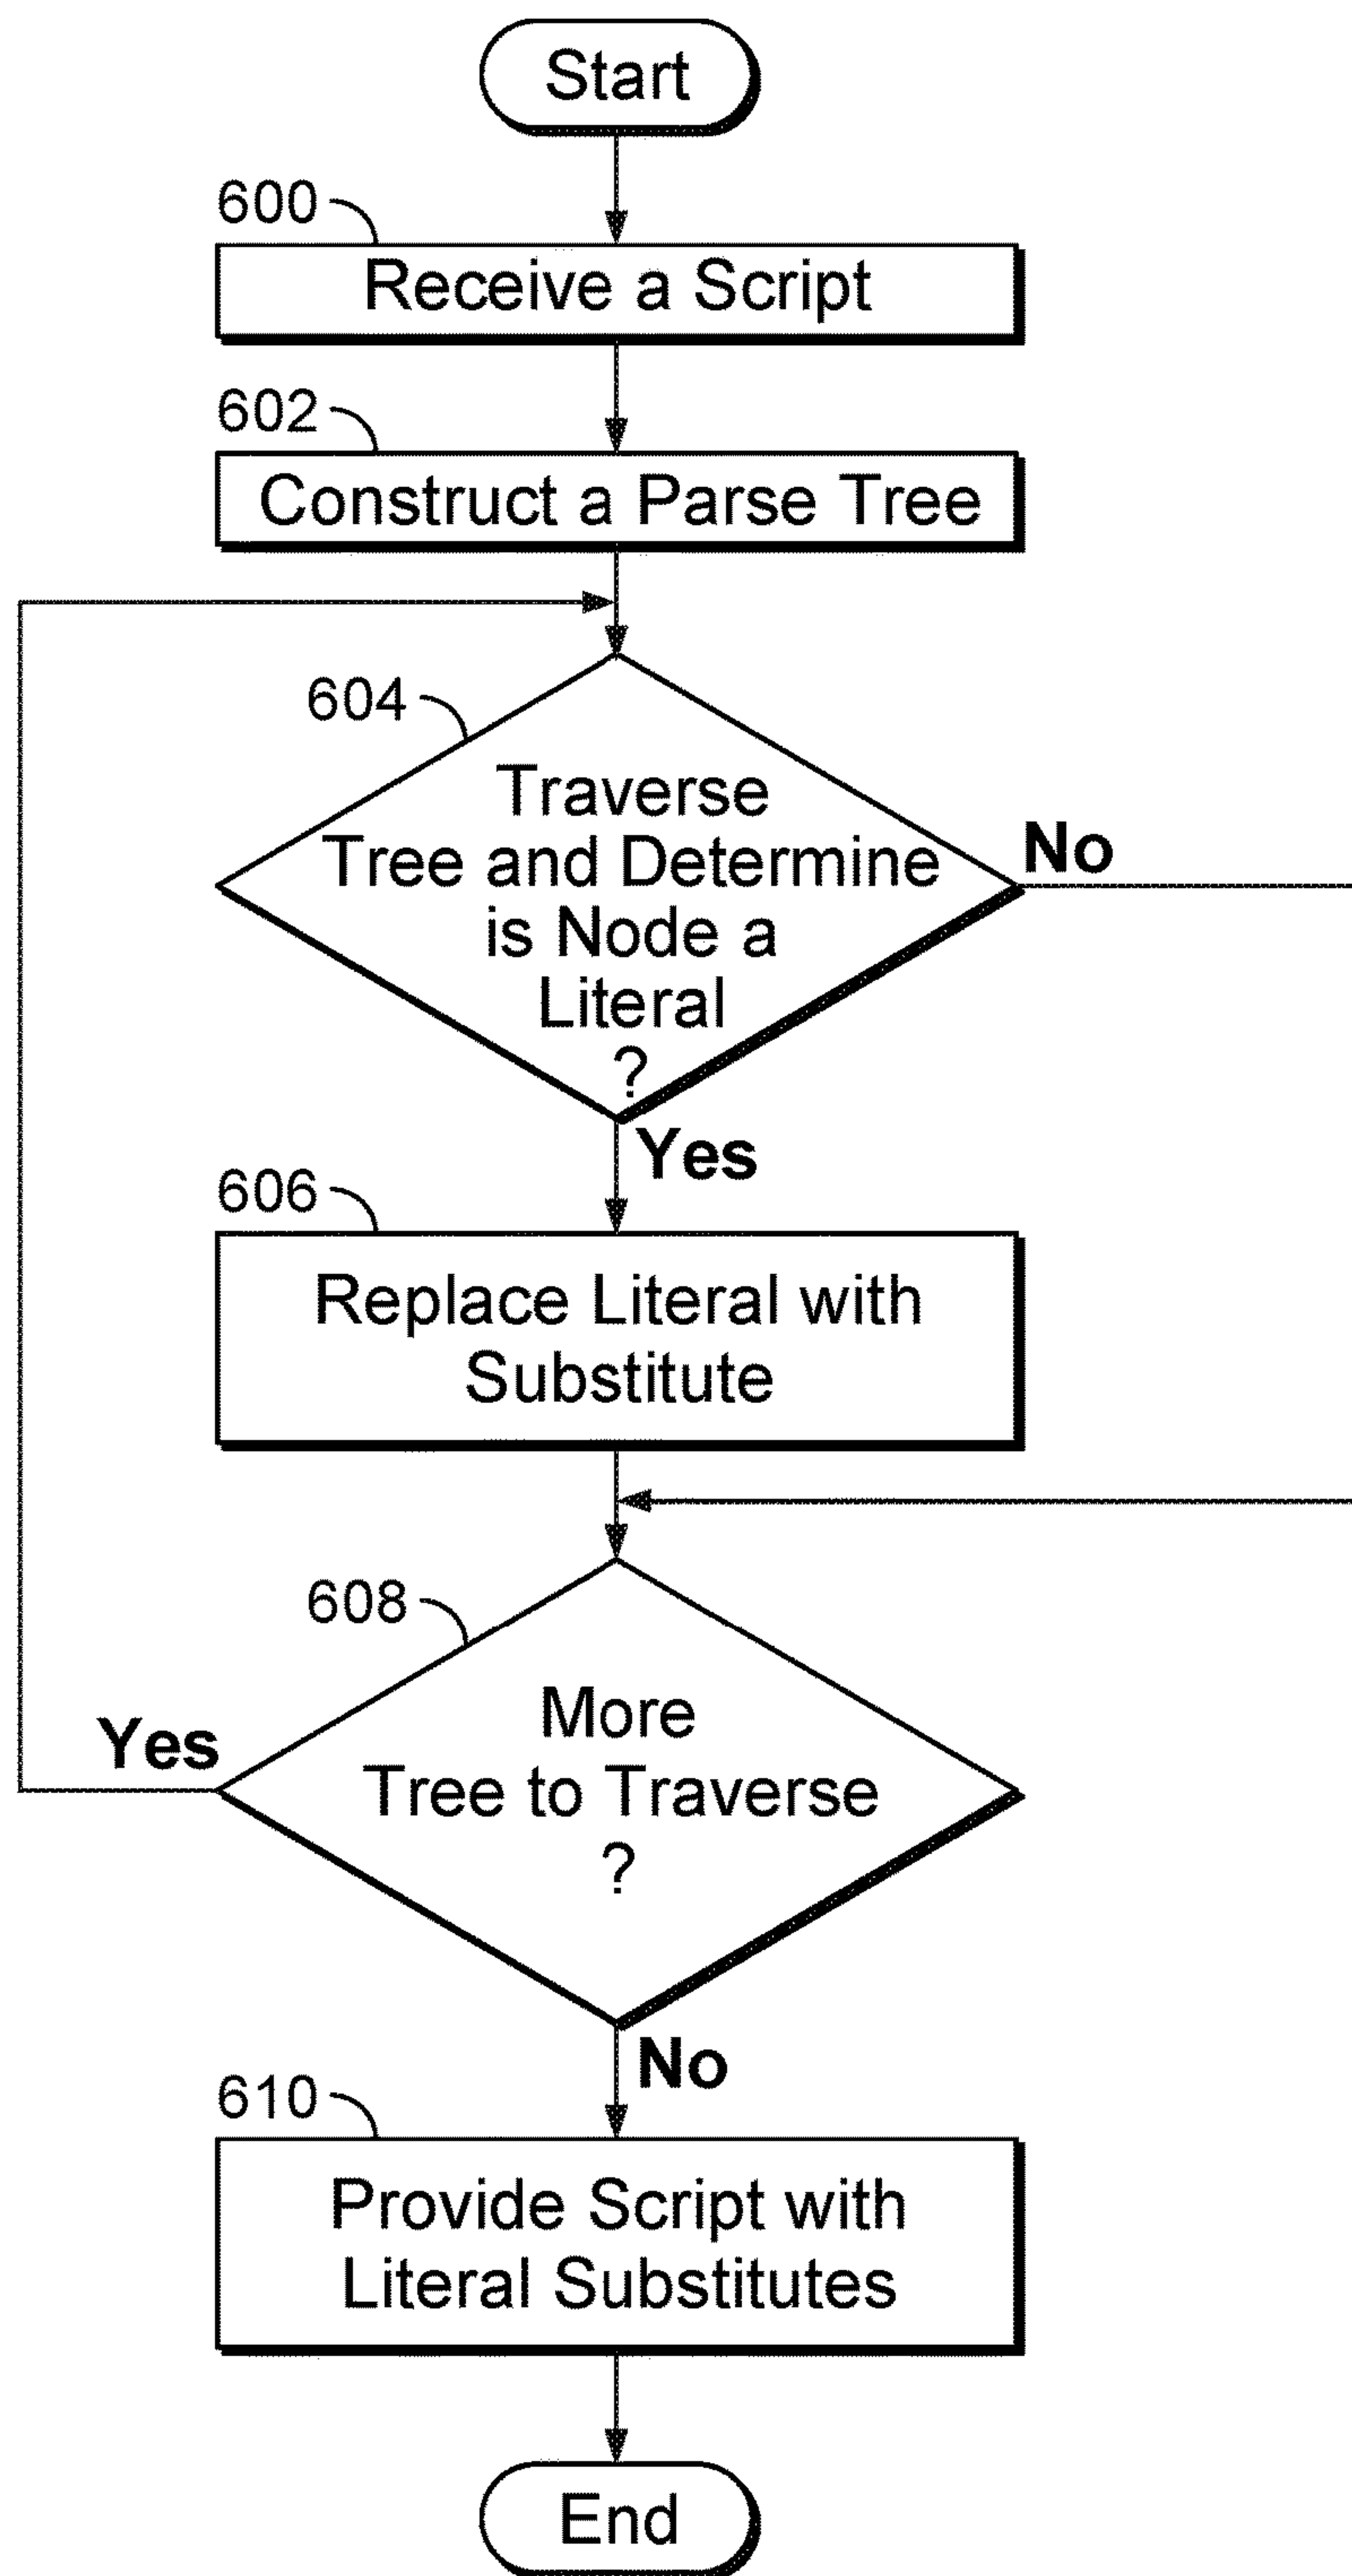 Start
600
Receive a Script
602
Construct a Parse Tree
604
Traverse
Tree and Determine
is Node a
Literal
?
No
Yes
606
Replace Literal with
Substitute
608
More
Tree to Traverse
?
Yes
No
610
Provide Script with
Literal Substitutes
End